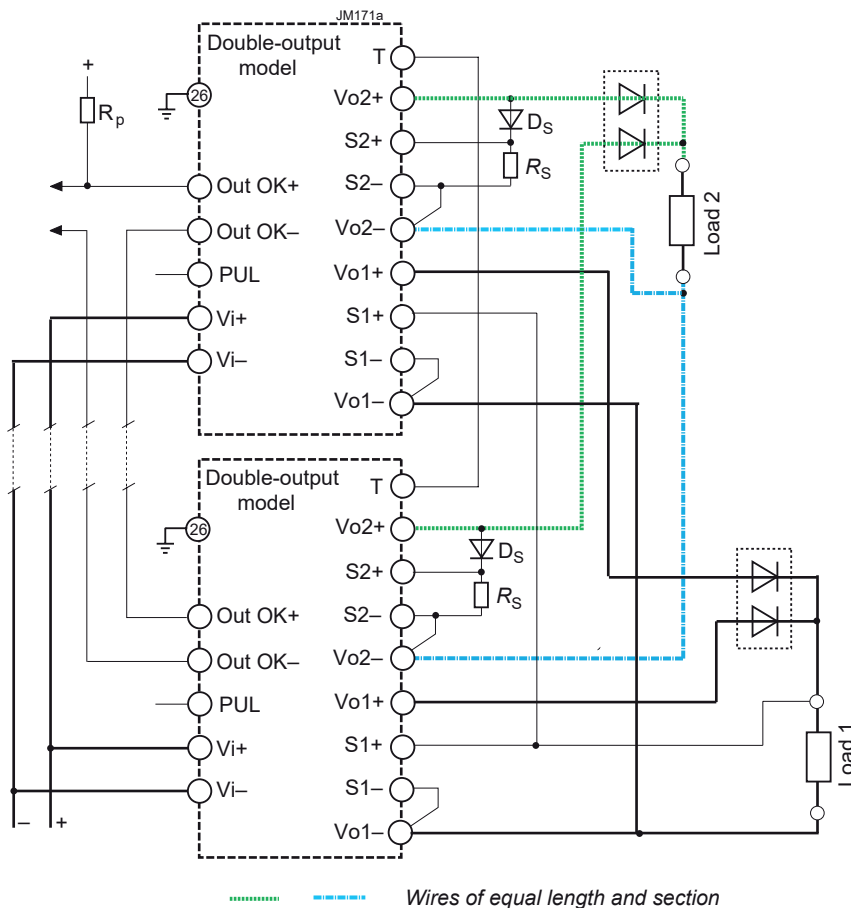 JM171a
Double-output
model
T
+
26
Vo2+
Rp
DS
S2+
RS
Out OK+
S2–
Load 2
Out OK–
Vo2–
PUL
Vo1+
Vi+
S1+
Vi–
S1–
Vo1–
Double-output
model
T
26
Vo2+
DS
S2+
RS
Out OK+
S2–
Out OK–
Vo2–
PUL
Vo1+
Vi+
S1+
Load 1
Vi–
S1–
– +
Vo1–
Wires of equal length and section